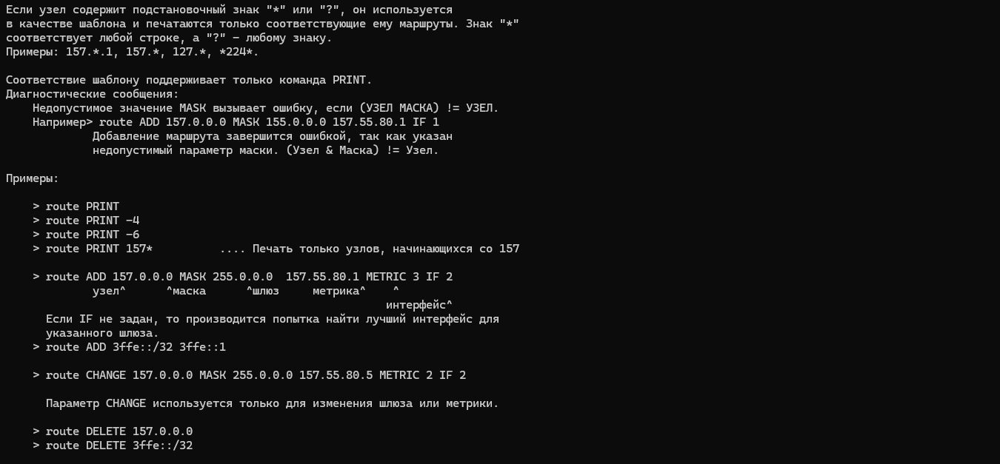 Если узел содержит подстановочный знак "*" или "?", он используется
в качестве шаблона и печатаются только соответствующие ему маршруты. Знак "*"
соответствует любой строке, а "?" - любому знаку.
Примеры: 157.*.1, 157.*, 127.*, *224*.

Соответствие шаблону поддерживает только команда PRINT.
Диагностические сообщения:
    Недопустимое значение MASK вызывает ошибку, если (УЗЕЛ МАСКА) != УЗЕЛ.
    Например> route ADD 157.0.0.0 MASK 155.0.0.0 157.55.80.1 IF 1
             Добавление маршрута завершится ошибкой, так как указан
             недопустимый параметр маски. (Узел & Маска) != Узел.

Примеры:

    > route PRINT
    > route PRINT -4
    > route PRINT -6
    > route PRINT 157*          .... Печать только узлов, начинающихся со 157

    > route ADD 157.0.0.0 MASK 255.0.0.0  157.55.80.1 METRIC 3 IF 2
             узел^      ^маска      ^шлюз     метрика^    ^
                                                         интерфейс^
      Если IF не задан, то производится попытка найти лучший интерфейс для
      указанного шлюза.
    > route ADD 3ffe::/32 3ffe::1

    > route CHANGE 157.0.0.0 MASK 255.0.0.0 157.55.80.5 METRIC 2 IF 2

      Параметр CHANGE используется только для изменения шлюза или метрики.

    > route DELETE 157.0.0.0
    > route DELETE 3ffe::/32